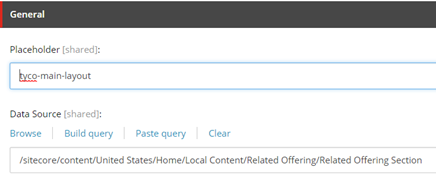 General
Placeholder [shared]:
tyco-main-layout
Data Source [shared]:
Browse Build query Paste query Clear
/sitecore/content/United States/Home/Local Content/Related Offering/Related Offering Section